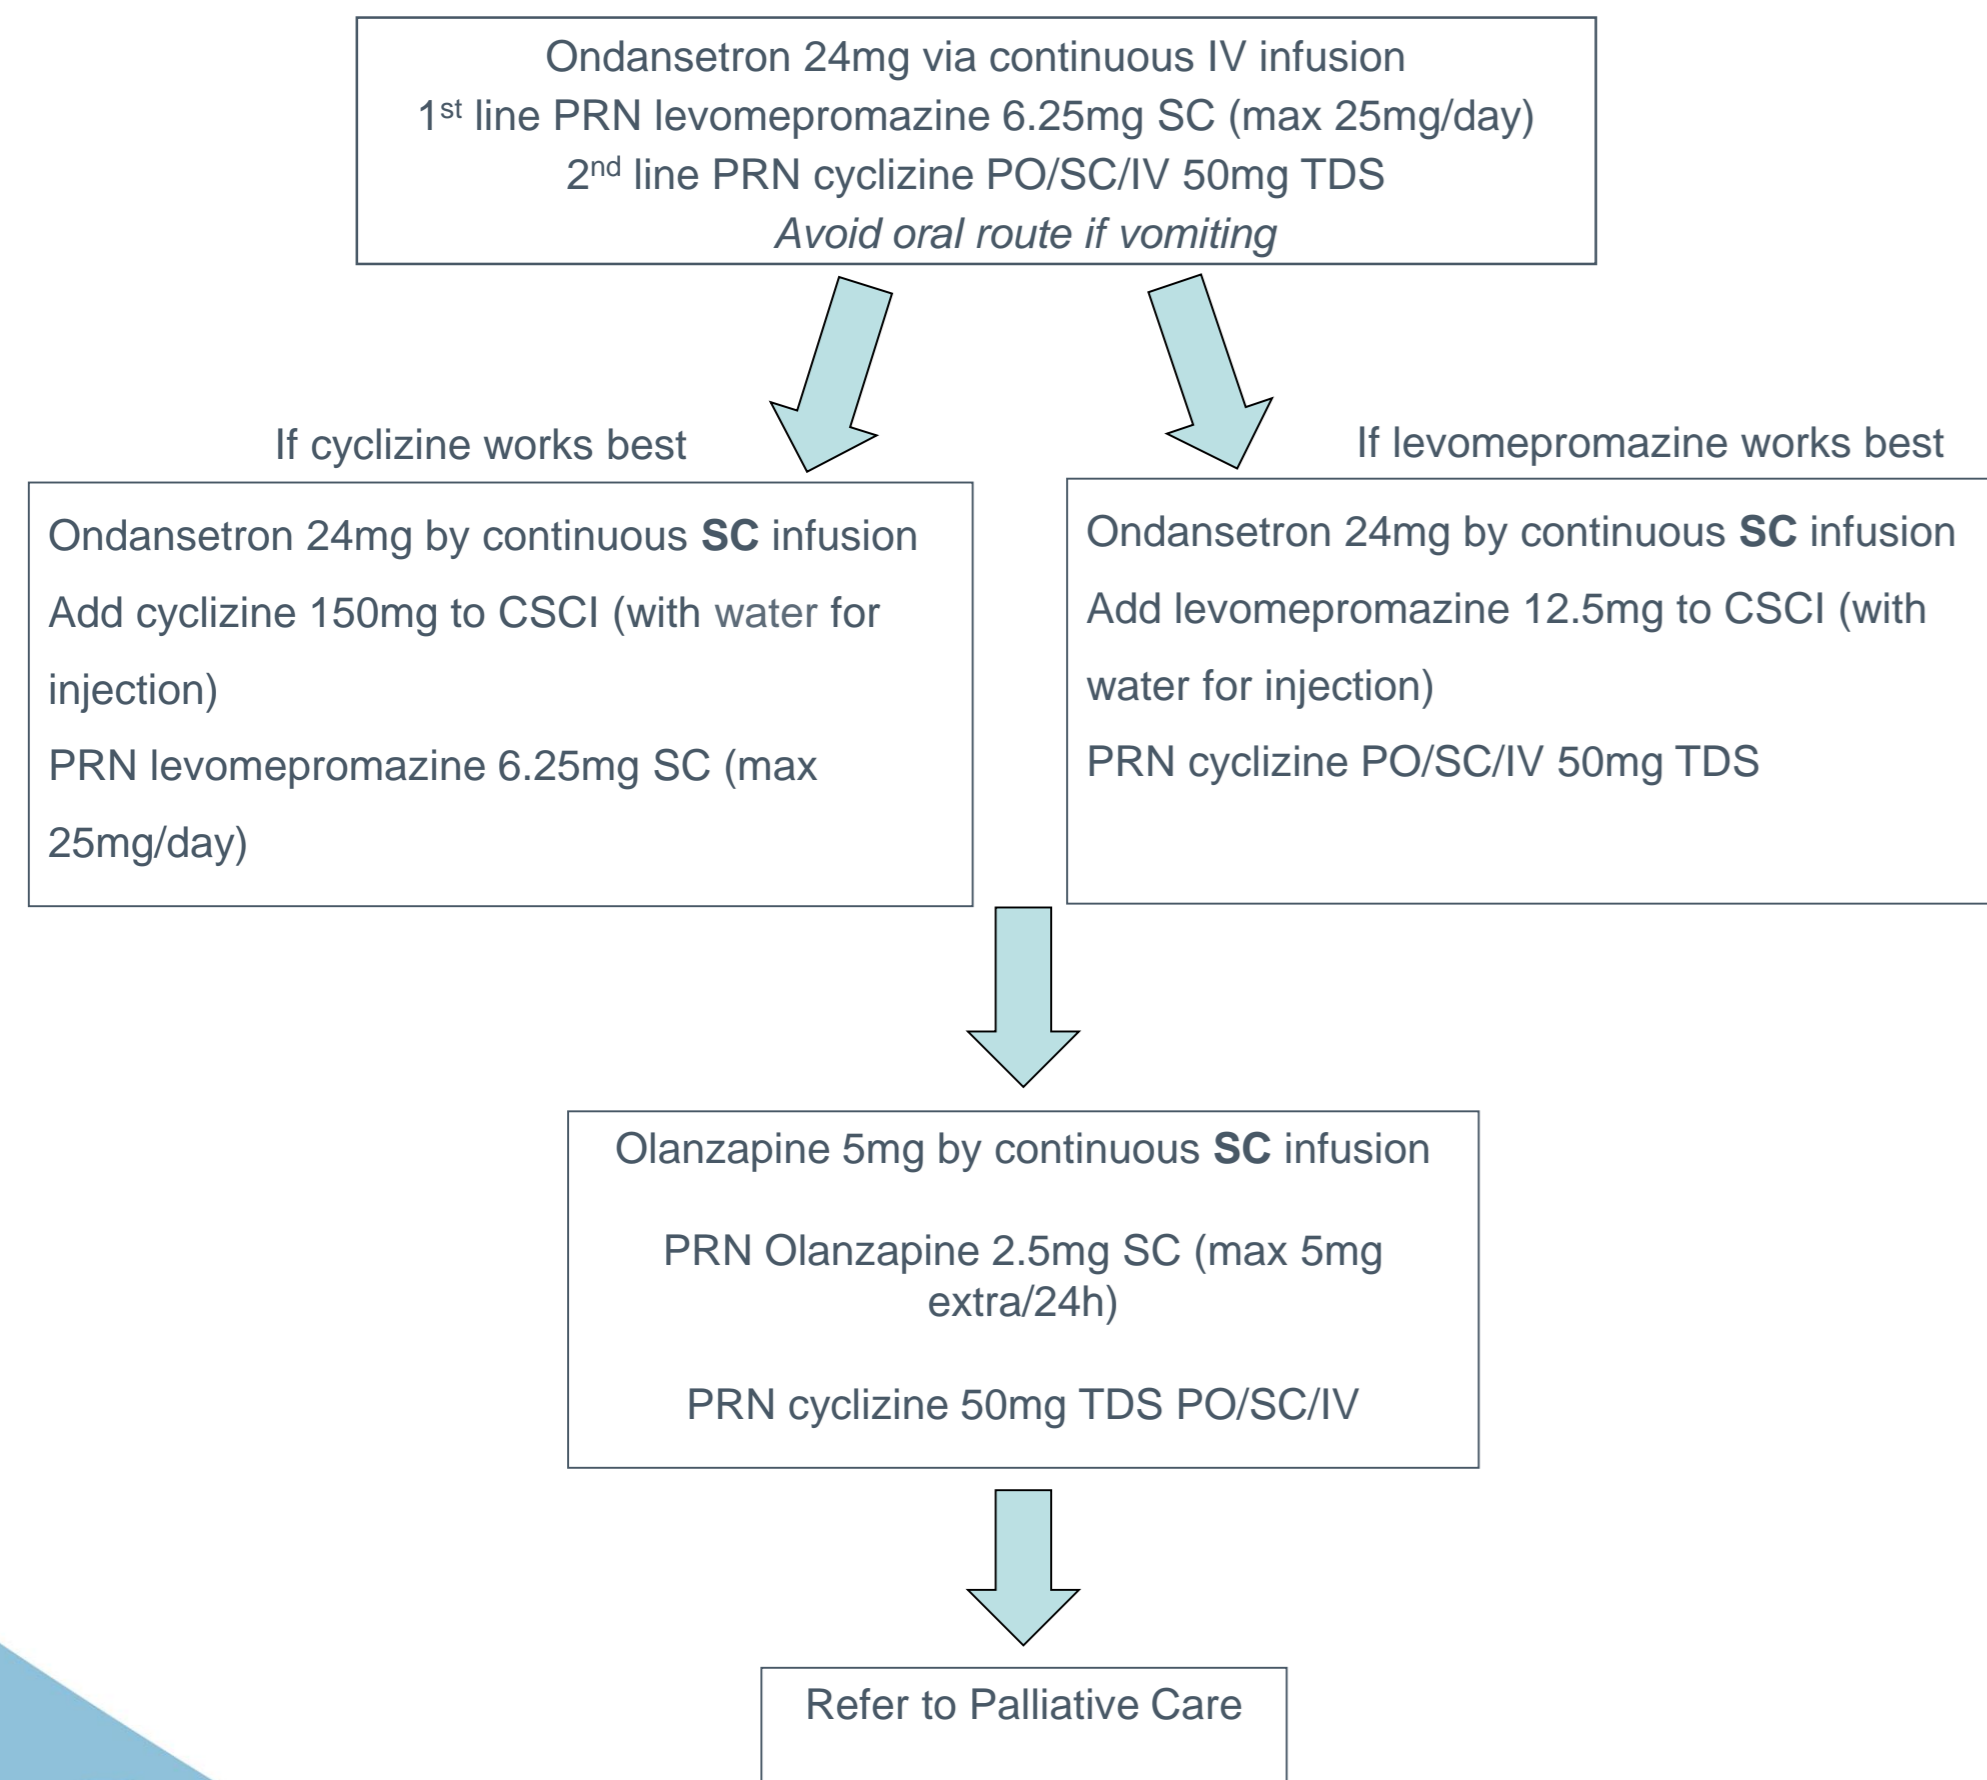 Ondansetron 24mg via continuous IV infusion
1st line PRN levomepromazine 6.25mg SC (max 25mg/day)
2nd line PRN cyclizine PO/SC/IV 50mg TDS
Avoid oral route if vomiting
If cyclizine works best
Ondansetron 24mg by continuous SC infusion
Add cyclizine 150mg to CSCI (with water for
injection)
PRN levomepromazine 6.25mg SC (max
25mg/day)
If levomepromazine works best
Ondansetron 24mg by continuous SC infusion
Add levomepromazine 12.5mg to CSCI (with
water for injection)
PRN cyclizine PO/SC/IV 50mg TDS
Olanzapine 5mg by continuous SC infusion
PRN Olanzapine 2.5mg SC (max 5mg
extra/24h)
PRN cyclizine 50mg TDS PO/SC/IV
Refer to Palliative Care